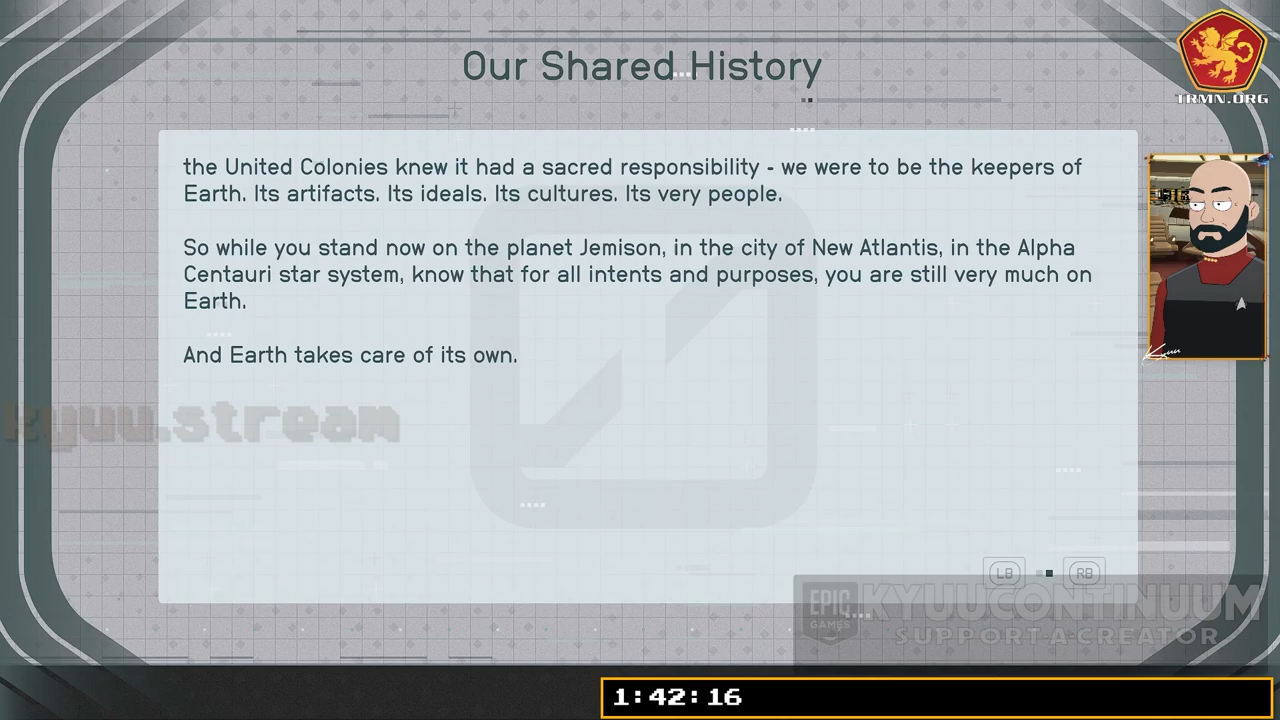 Our Shared History
TRMN.ORG
the United Colonies knew it had a sacred responsibility - we were to be the keepers of
Earth. Its artifacts. Its ideals. Its cultures. Its very people.
So while you stand now on the planet Jemison, in the city of New Atlantis, in the Alpha
Centauri star system, know that for all intents and purposes, you are still very much on
Earth.
And Earth takes care of its own.
Kyuu
kyuu.stream
LB
RB
EPIC
GAMES
KYUUCONTINUUM
SUPPORT-A-CREATOR
1:42:16